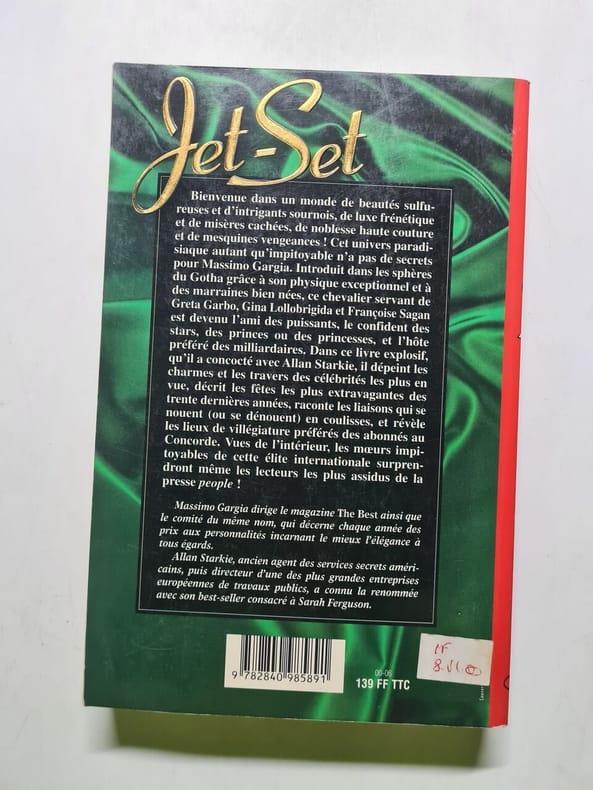 Jet-Set
Bienvenue dans un monde de beautés sulfu-
reuses et d'intrigants sournois, de luxe frénétique
et de misères cachées, de noblesse haute couture
et de mesquines vengeances ! Cet univers paradi-
siaque autant qu'impitoyable n'a pas de secrets
pour Massimo Gargia. Introduit dans les sphères
du Gotha grâce à son physique exceptionnel et à
des marraines bien nées, ce chevalier servant de
Greta Garbo, Gina Lollobrigida et Françoise Sagan
est devenu l'ami des puissants, le confident des
stars, des princes ou des princesses, et l'hôte
préféré des milliardaires. Dans ce livre explosif,
qu'il a concocté avec Allan Starkie, il dépeint les
charmes et les travers des célébrités les plus en
vue, décrit les fêtes les plus extravagantes des
trente dernières années, raconte les liaisons qui se
nouent (ou se dénouent) en coulisses, et révèle
les lieux de villégiature préférés des abonnés au
Concorde. Vues de l'intérieur, les mœurs impi-
toyables de cette élite internationale surpren-
dront même les lecteurs les plus assidus de la
presse people !
Massimo Gargia dirige le magazine The Best ainsi que
le comité du même nom, qui décerne chaque année des
prix aux personnalités incarnant le mieux l'élégance à
tous égards.
Allan Starkie, ancien agent des services secrets améri-
cains, puis directeur d'une des plus grandes entreprises
européennes de travaux publics, a connu la renommée
avec son best-seller consacré à Sarah Ferguson.
9 782840 985891
00-06
139 FF TTC